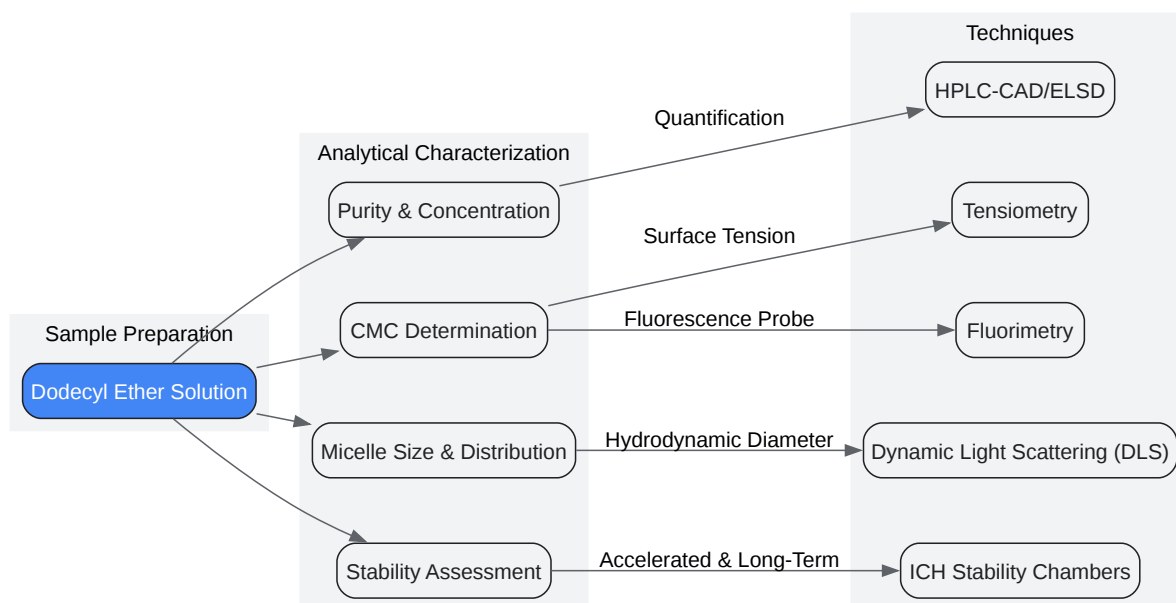 Techniques
HPLC-CAD/ELSD
Quantification
Analytical Characterization
Purity & Concentration
Tensiometry
Surface Tension
Sample Preparation
CMC Determination
Fluorescence Probe
Fluorimetry
Dodecyl Ether Solution
Micelle Size & Distribution
Hydrodynamic Diameter
Dynamic Light Scattering (DLS)
Stability Assessment
Accelerated & Long-Term
ICH Stability Chambers